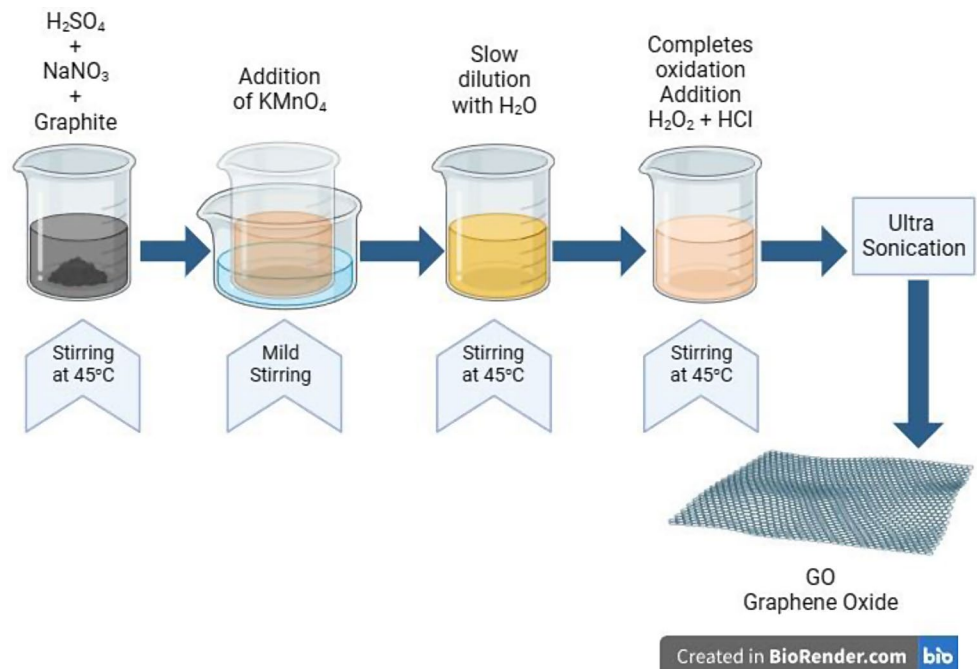 H₂SO₄
+
NaNO₃
+
Graphite
Addition
of KMnO₄
Slow
dilution
with H₂O
Completes
oxidation
Addition
H₂O₂ + HCl
Ultra
Sonication
Stirring
at 45°C
Mild
Stirring
Stirring
at 45°C
Stirring
at 45°C
GO
Graphene Oxide
Created in BioRender.com bio